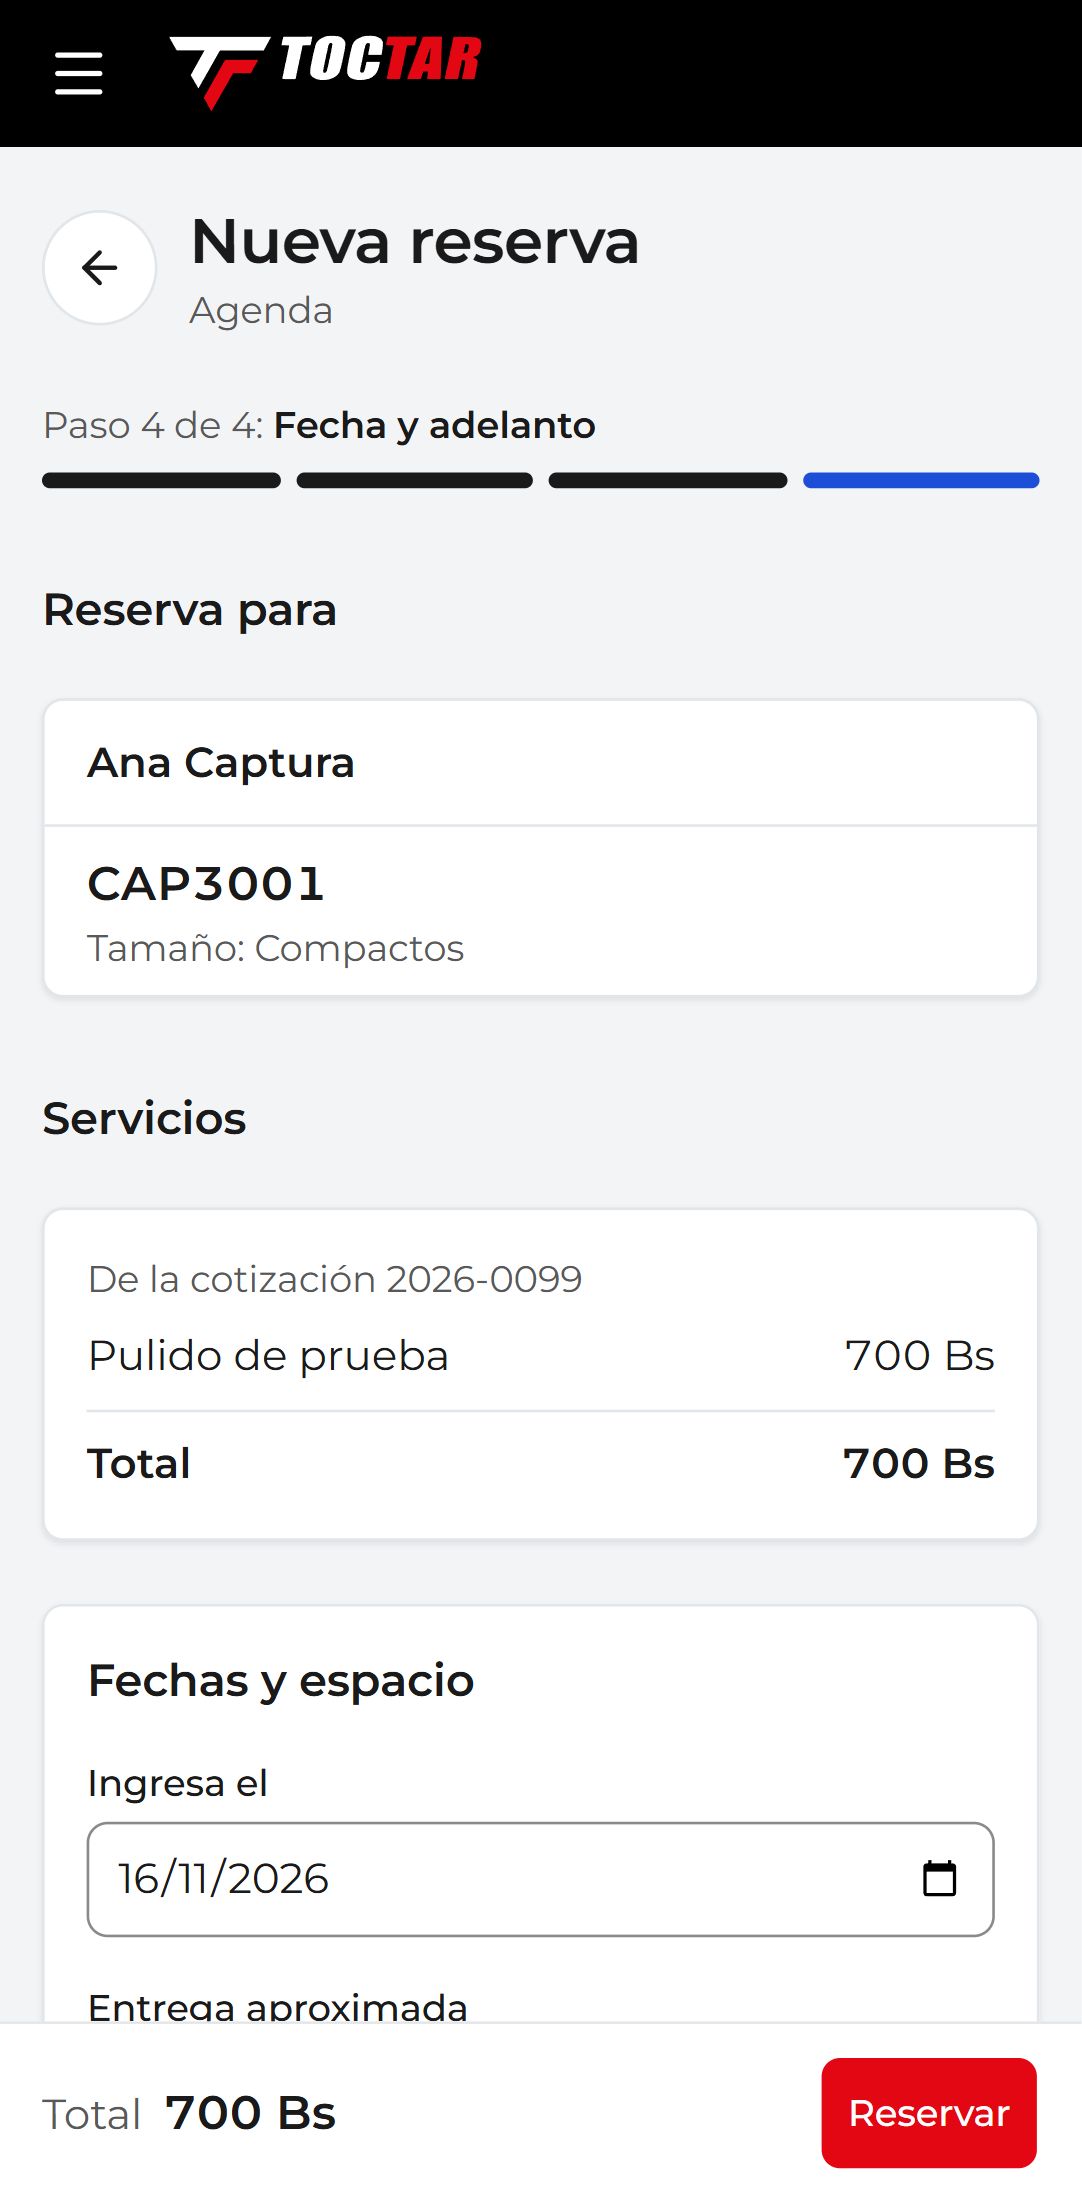 TOCTAR
Nueva reserva
Agenda
Paso 4 de 4: Fecha y adelanto
Reserva para
Ana Captura
CAP3001
Tamaño: Compactos
Servicios
De la cotización 2026-0099
Pulido de prueba 700 Bs
Total 700 Bs
Fechas y espacio
Ingresa el
16/11/2026
Entrega aproximada
Total 700 Bs
Reservar